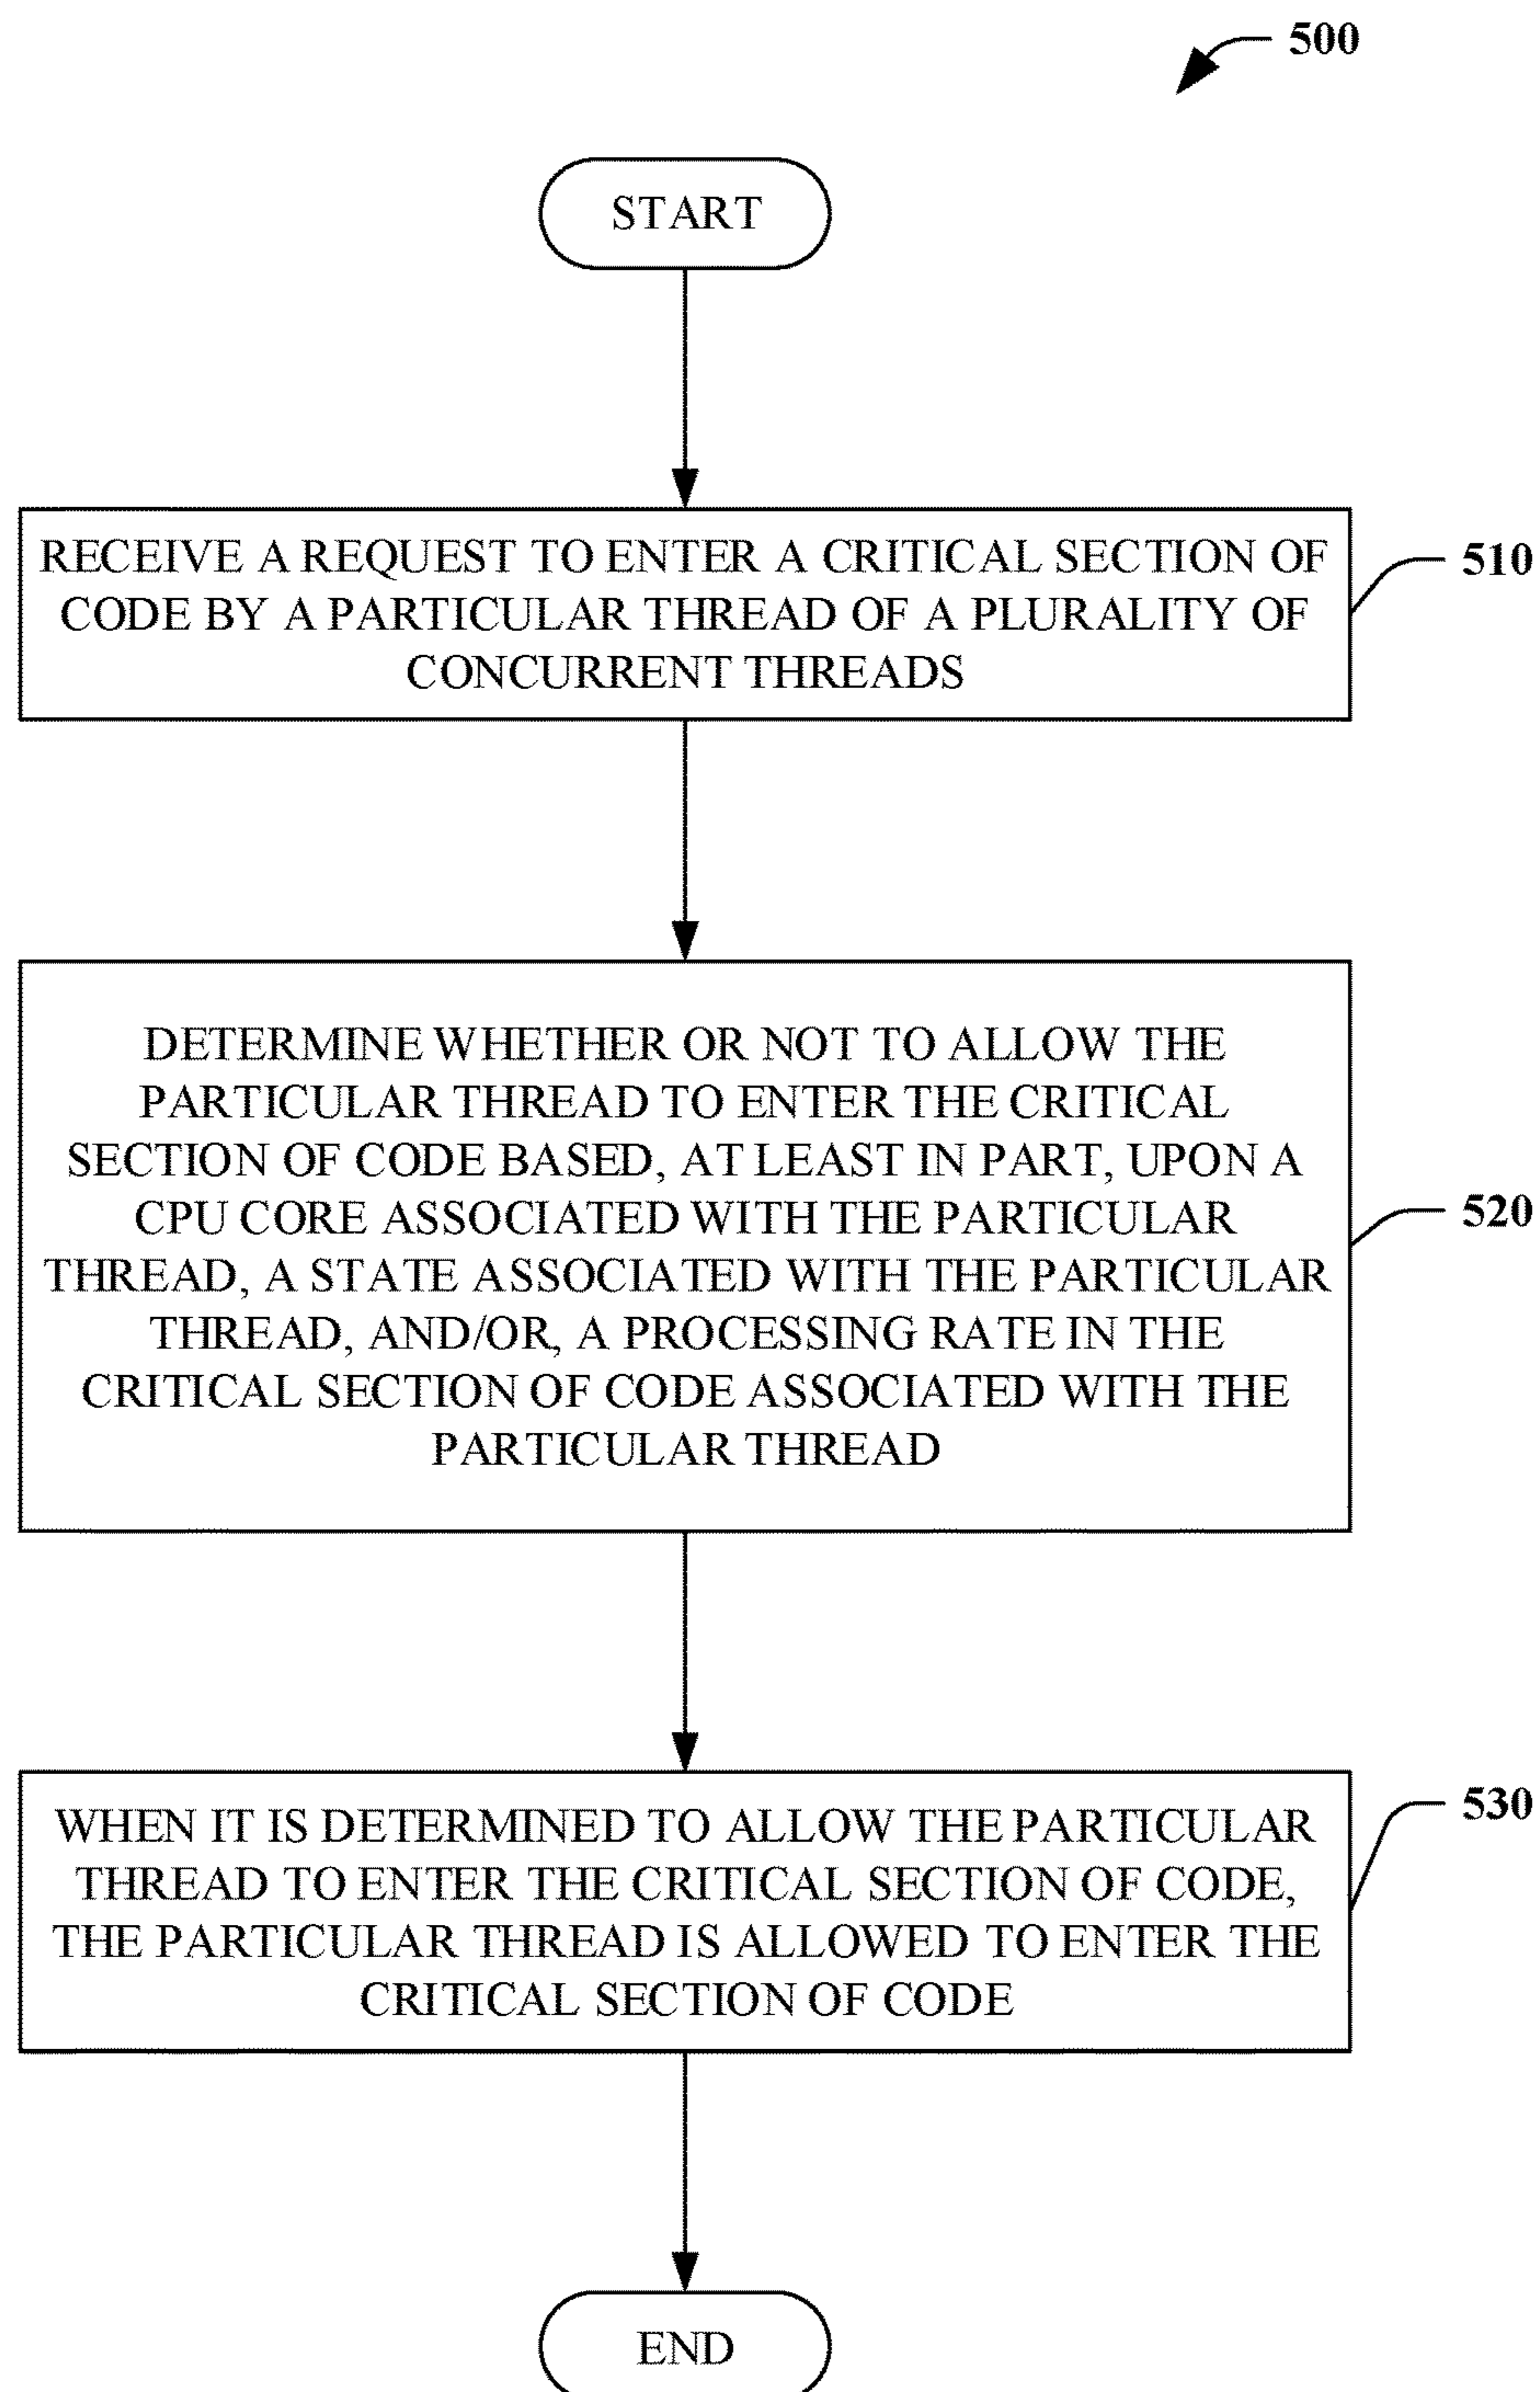 500
START
RECEIVE A REQUEST TO ENTER A CRITICAL SECTION OF
CODE BY A PARTICULAR THREAD OF A PLURALITY OF
CONCURRENT THREADS
510
DETERMINE WHETHER OR NOT TO ALLOW THE
PARTICULAR THREAD TO ENTER THE CRITICAL
SECTION OF CODE BASED, AT LEAST IN PART, UPON A
CPU CORE ASSOCIATED WITH THE PARTICULAR
THREAD, A STATE ASSOCIATED WITH THE PARTICULAR
THREAD, AND/OR, A PROCESSING RATE IN THE
CRITICAL SECTION OF CODE ASSOCIATED WITH THE
PARTICULAR THREAD
520
WHEN IT IS DETERMINED TO ALLOW THE PARTICULAR
THREAD TO ENTER THE CRITICAL SECTION OF CODE,
THE PARTICULAR THREAD IS ALLOWED TO ENTER THE
CRITICAL SECTION OF CODE
530
END